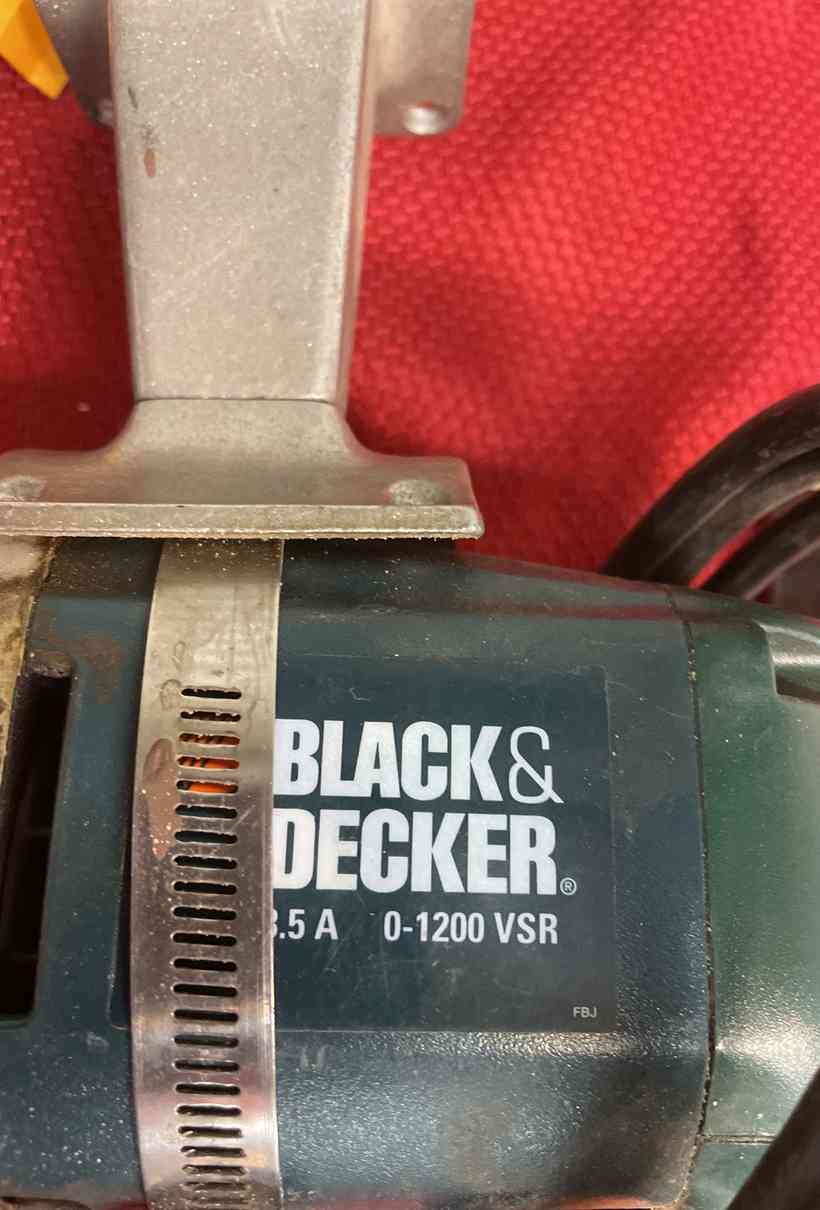 BLACK&
DECKER®
.5 A 0-1200 VSR
FBJ